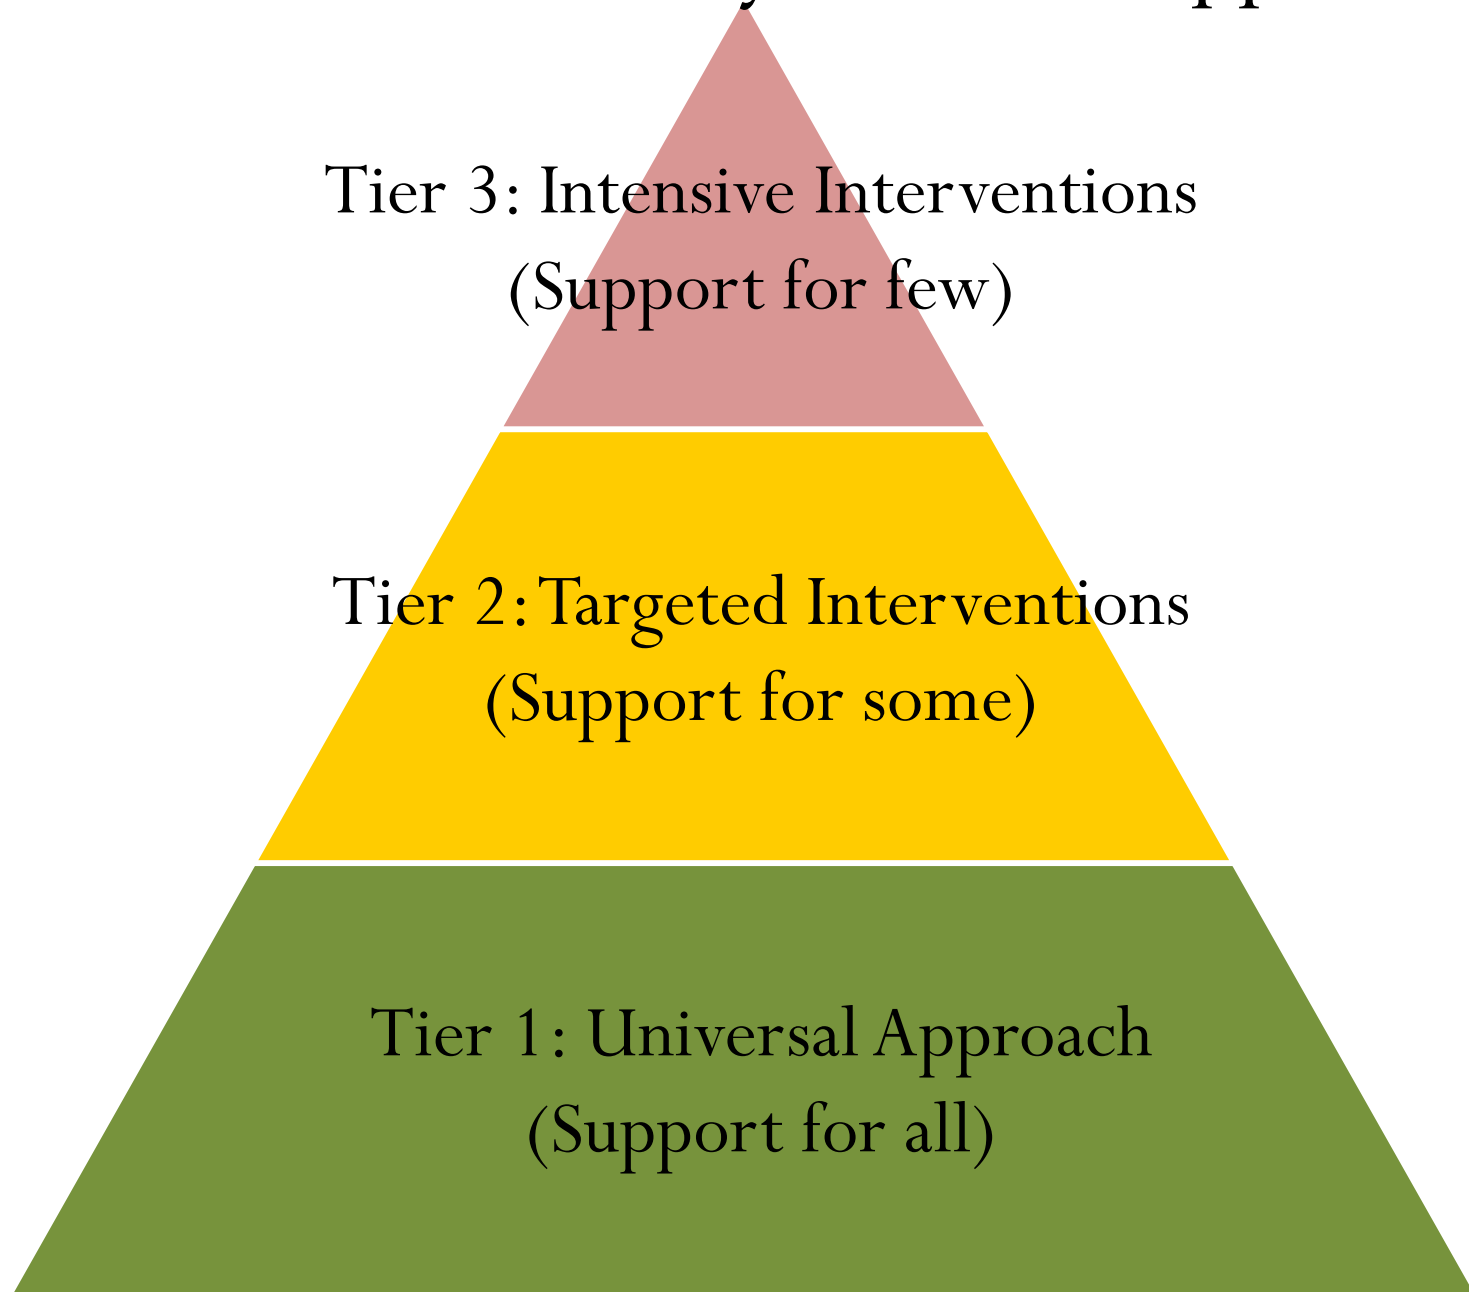 Tier 3: Intensive Interventions
(Support for few)
Tier 2: Targeted Interventions
(Support for some)
Tier 1: Universal Approach
(Support for all)